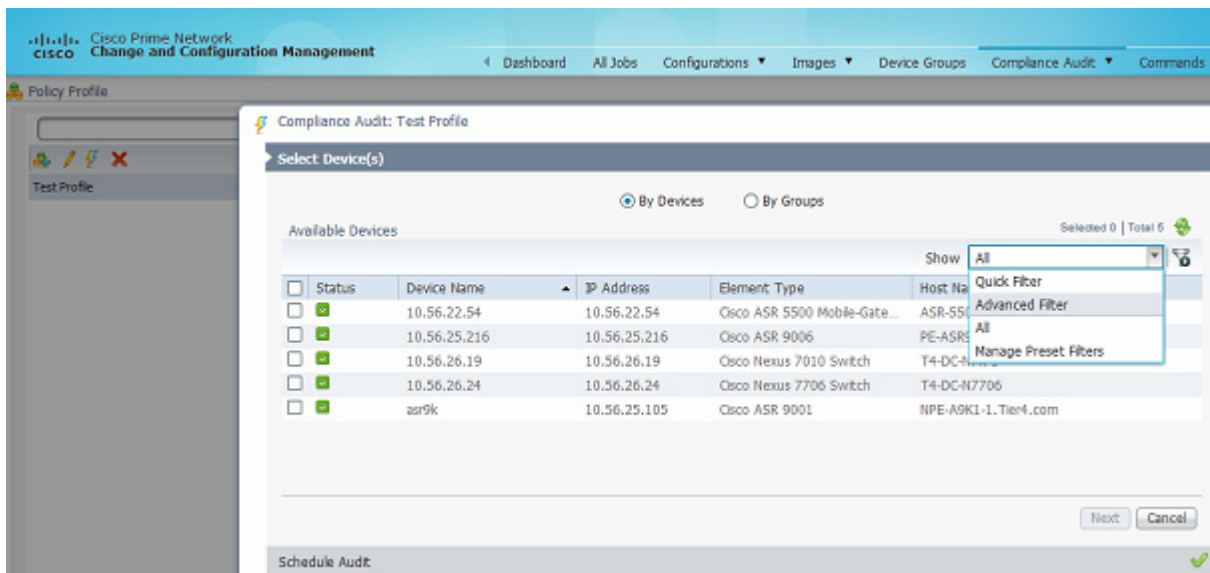 cisco Cisco Prime Network
Change and Configuration Management
Dashboard All Jobs Configurations Images Device Groups Compliance Audit Commands
Policy Profile
Compliance Audit: Test Profile
Select Device(s)
Test Profile
By Devices By Groups
Available Devices
Selected 0 | Total 5
Show All
Quick Filter
Advanced Filter
All
Manage Preset Filters
Status Device Name IP Address Element Type Host Na
10.56.22.54 10.56.22.54 Cisco ASR 5500 Mobile-Gate... ASR-550
10.56.25.216 10.56.25.216 Cisco ASR 9006 PE-ASR9
10.56.26.19 10.56.26.19 Cisco Nexus 7010 Switch
10.56.26.24 10.56.26.24 Cisco Nexus 7706 Switch T4-DC-N7706
asr9k 10.56.25.105 Cisco ASR 9001 NPE-A9K1-1.Tier4.com
Next Cancel
Schedule Audit